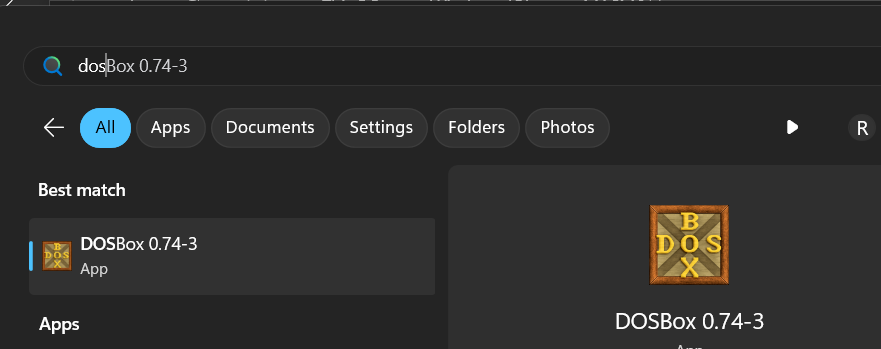 dosBox 0.74-3
All Apps Documents Settings Folders Photos R
Best match
DOSBox 0.74-3
App
BOX
DOS
Apps
BOX
DOS
DOSBox 0.74-3